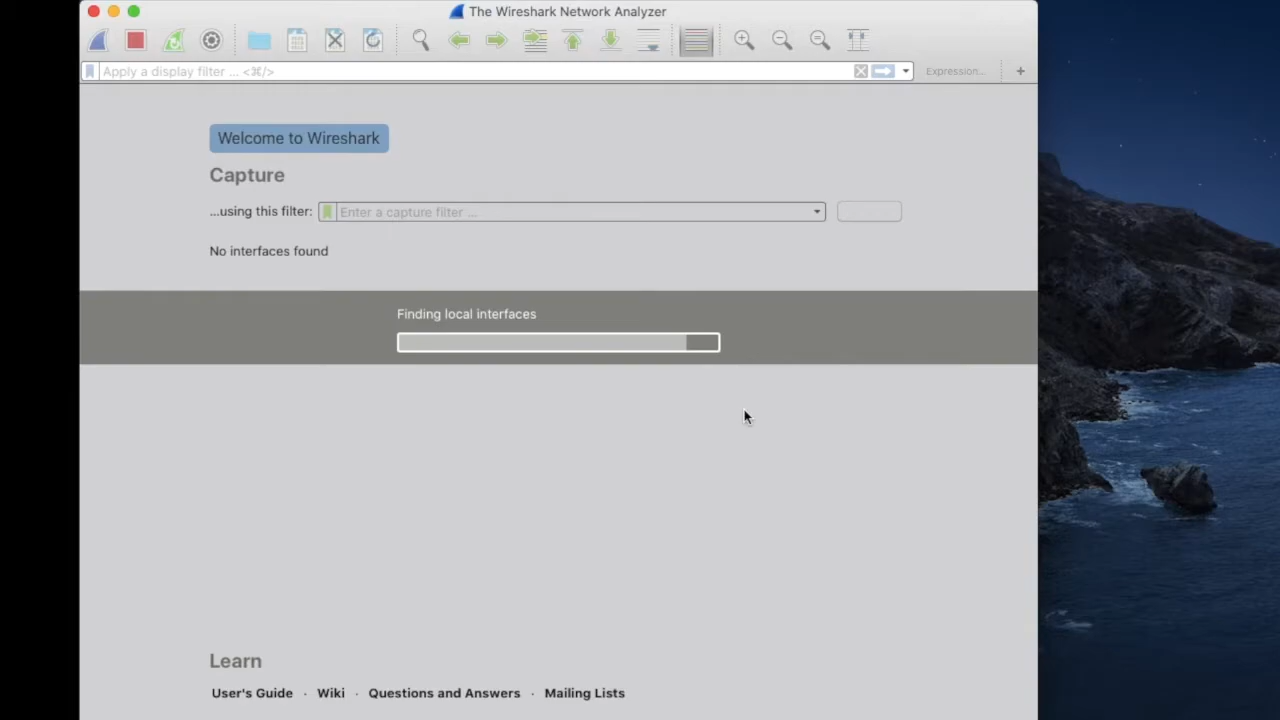 The Wireshark Network Analyzer
Apply a display filter ... <⌘/>
Expression...
+
Welcome to Wireshark
Capture
...using this filter: Enter a capture filter ...
No interfaces found
Finding local interfaces
Learn
User's Guide · Wiki · Questions and Answers · Mailing Lists